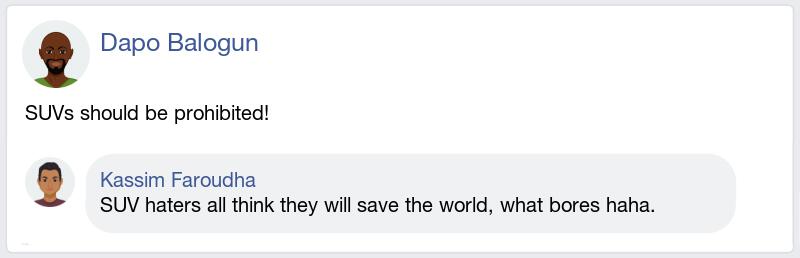 Dapo Balogun
SUVs should be prohibited!
Kassim Faroudha
SUV haters all think they will save the world, what bores haha.